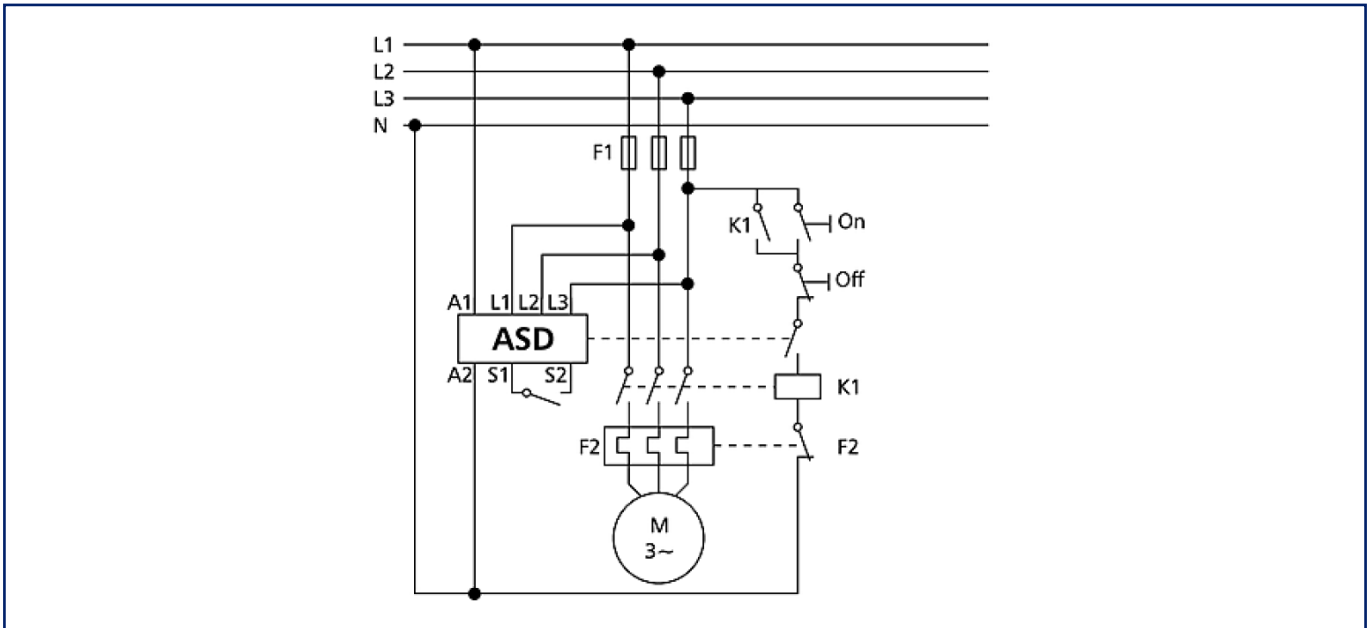 L1
L2
L3
N
F1
K1
On
Off
A1 L1 L2 L3
ASD
A2 S1 S2
K1
F2
F2
M
3~